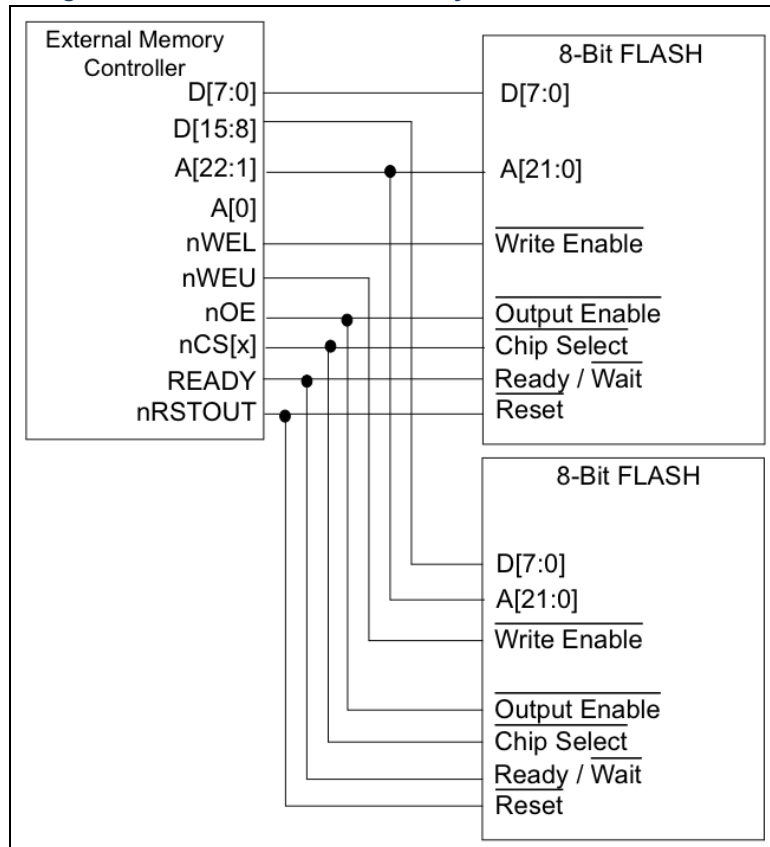 External Memory
Controller
D[7:0]
D[15:8]
A[22:1]
A[0]
nWEL
nWEU
nOE
nCS[x]
READY
nRSTOUT
8-Bit FLASH
D[7:0]
A[21:0]
Write Enable
Output Enable
Chip Select
Ready / Wait
Reset
8-Bit FLASH
D[7:0]
A[21:0]
Write Enable
Output Enable
Chip Select
Ready / Wait
Reset